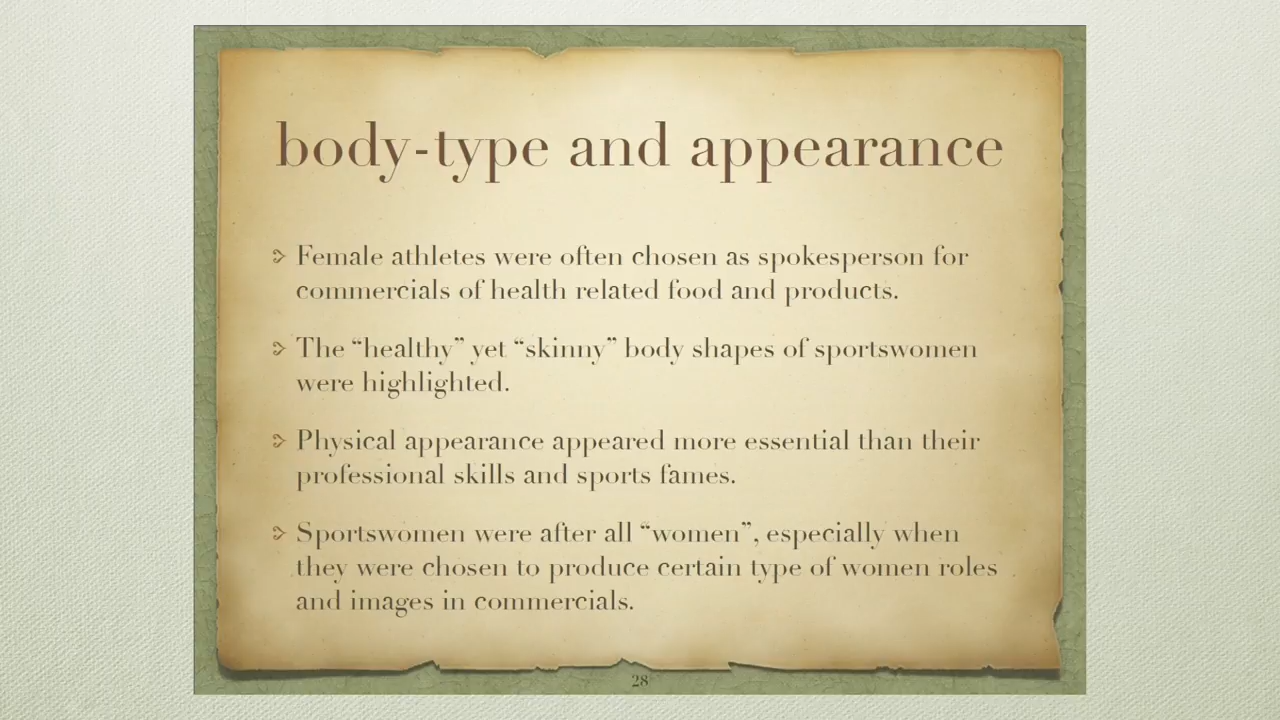 body-type and appearance
Female athletes were often chosen as spokesperson for
commercials of health related food and products.
The “healthy” yet “skinny” body shapes of sportswomen
were highlighted.
Physical appearance appeared more essential than their
professional skills and sports fames.
Sportswomen were after all “women”, especially when
they were chosen to produce certain type of women roles
and images in commercials.
28